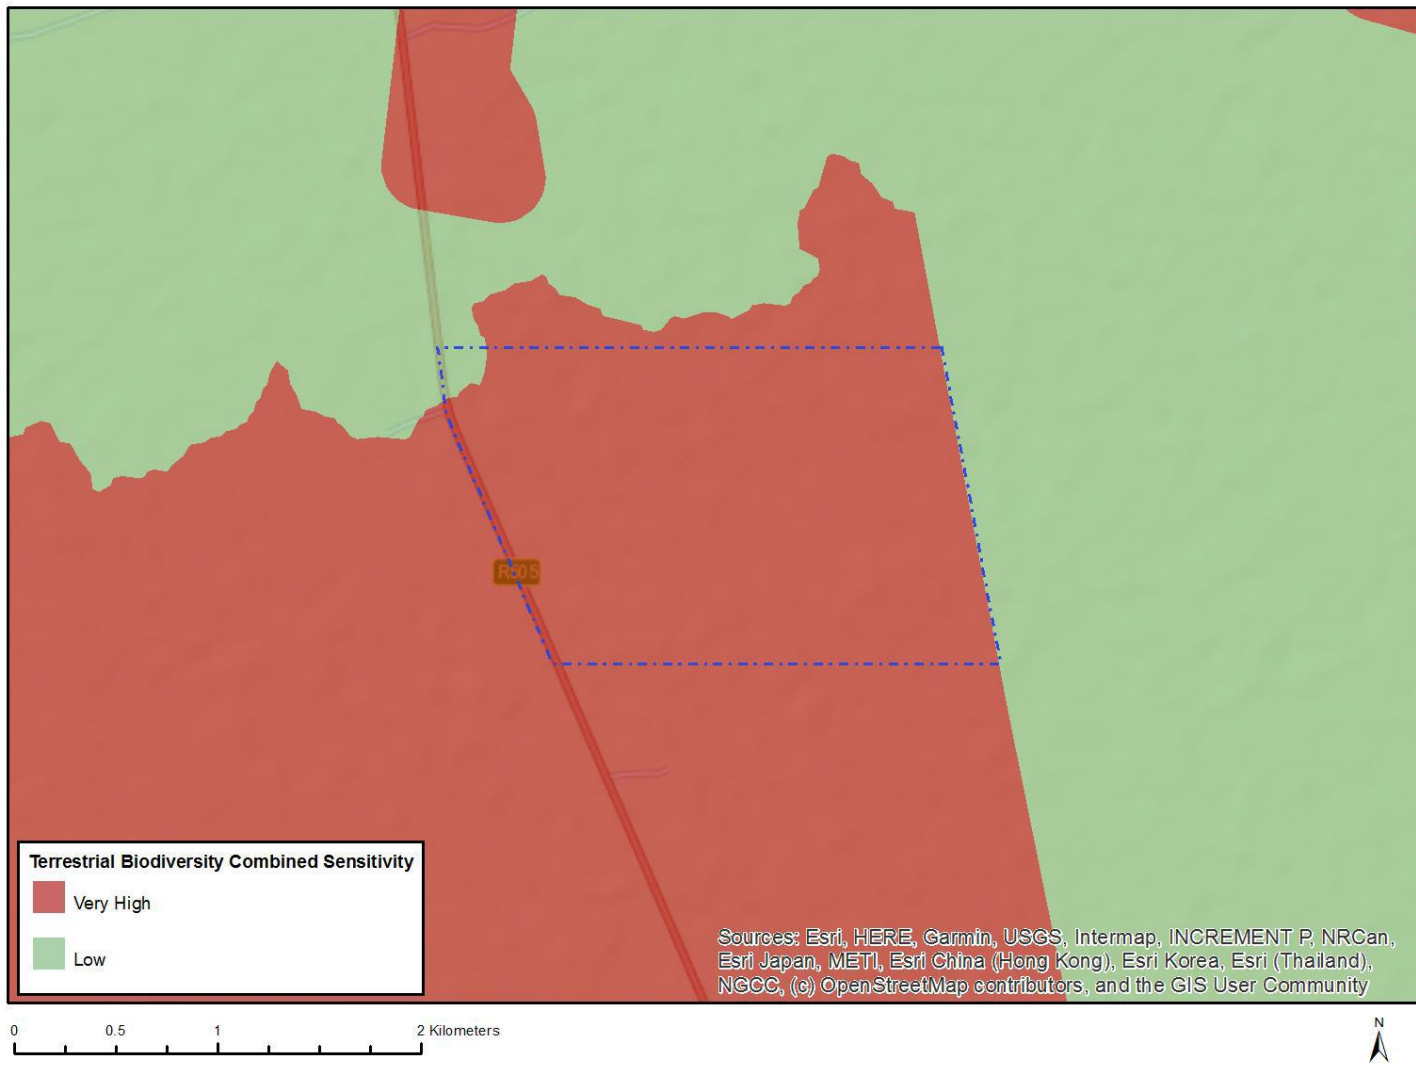 R505
Terrestrial Biodiversity Combined Sensitivity
Very High
Low
Sources: Esri, HERE, Garmin, USGS, Intermap, INCREMENT P, NRCan,
Esri Japan, METI, Esri China (Hong Kong), Esri Korea, Esri (Thailand),
NGCC, (c) OpenStreetMap contributors, and the GIS User Community
0 0.5 1 2 Kilometers
N